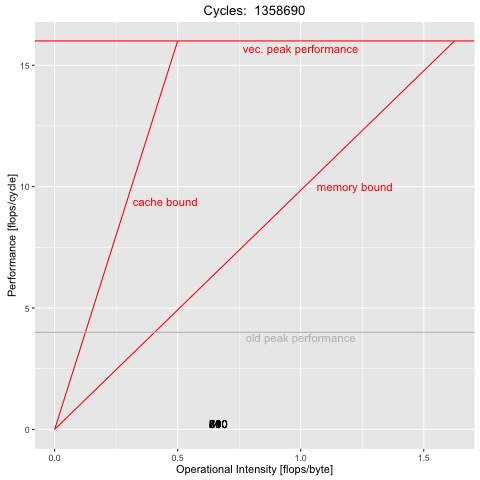 Cycles: 1358690
vec. peak performance
15
memory bound
10
cache bound
Performance [flops/cycle]
5
old peak performance
0
0.0 0.5 1.0 1.5
Operational Intensity [flops/byte]